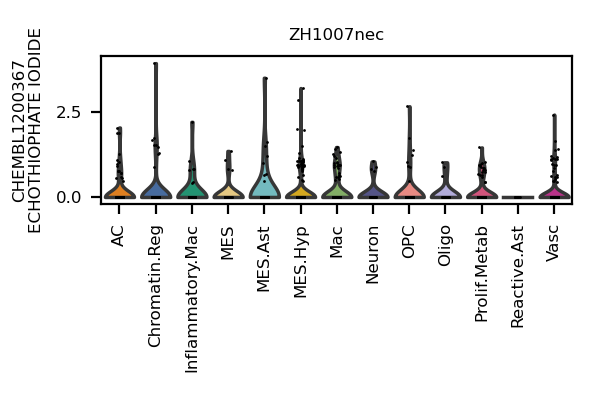 ZH1007nec
CHEMBL1200367
ECHOTHIOPHATE IODIDE
2.5
0.0
AC
Chromatin.Reg
Inflammatory.Mac
MES
MES.Ast
MES.Hyp
Mac
Neuron
OPC
Oligo
Prolif.Metab
Reactive.Ast
Vasc